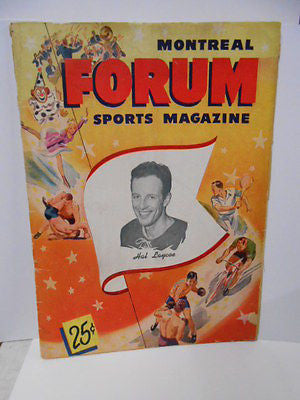 MONTREAL
FORUM
SPORTS MAGAZINE
Hal Laycoe
25¢